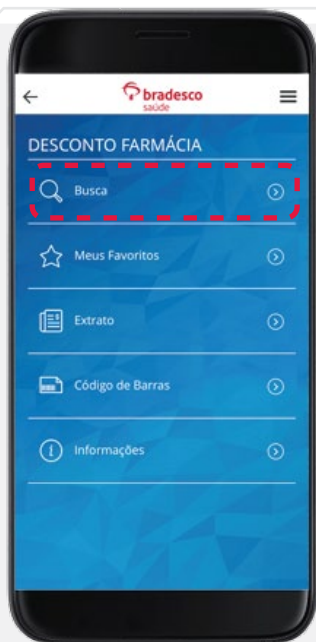 bradesco
saúde
DESCONTO FARMÁCIA
Busca
Meus Favoritos
Extrato
Código de Barras
Informações